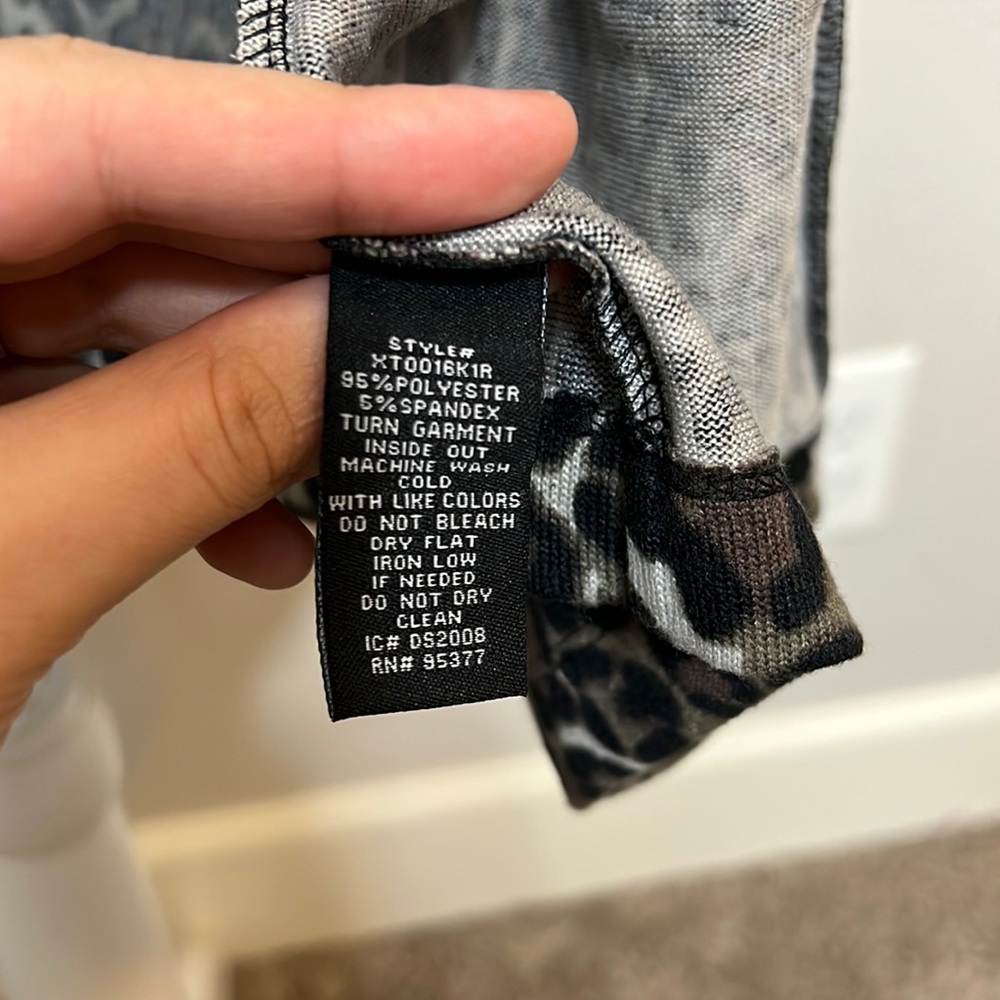 STYLE#
XT0016K1R
95%POLYESTER
5%SPANDEX
TURN GARMENT
INSIDE OUT
MACHINE WASH
COLD
WITH LIKE COLORS
DO NOT BLEACH
DRY FLAT
IRON LOW
IF NEEDED
DO NOT DRY
CLEAN
IC# DS2008
RN# 95377